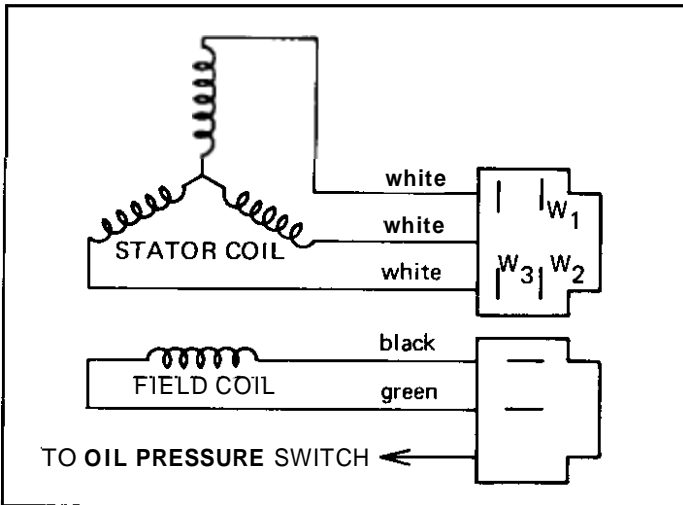 white
W1
white
STATOR COIL
W3 W2
white
black
FIELD COIL
green
TO OIL PRESSURE SWITCH